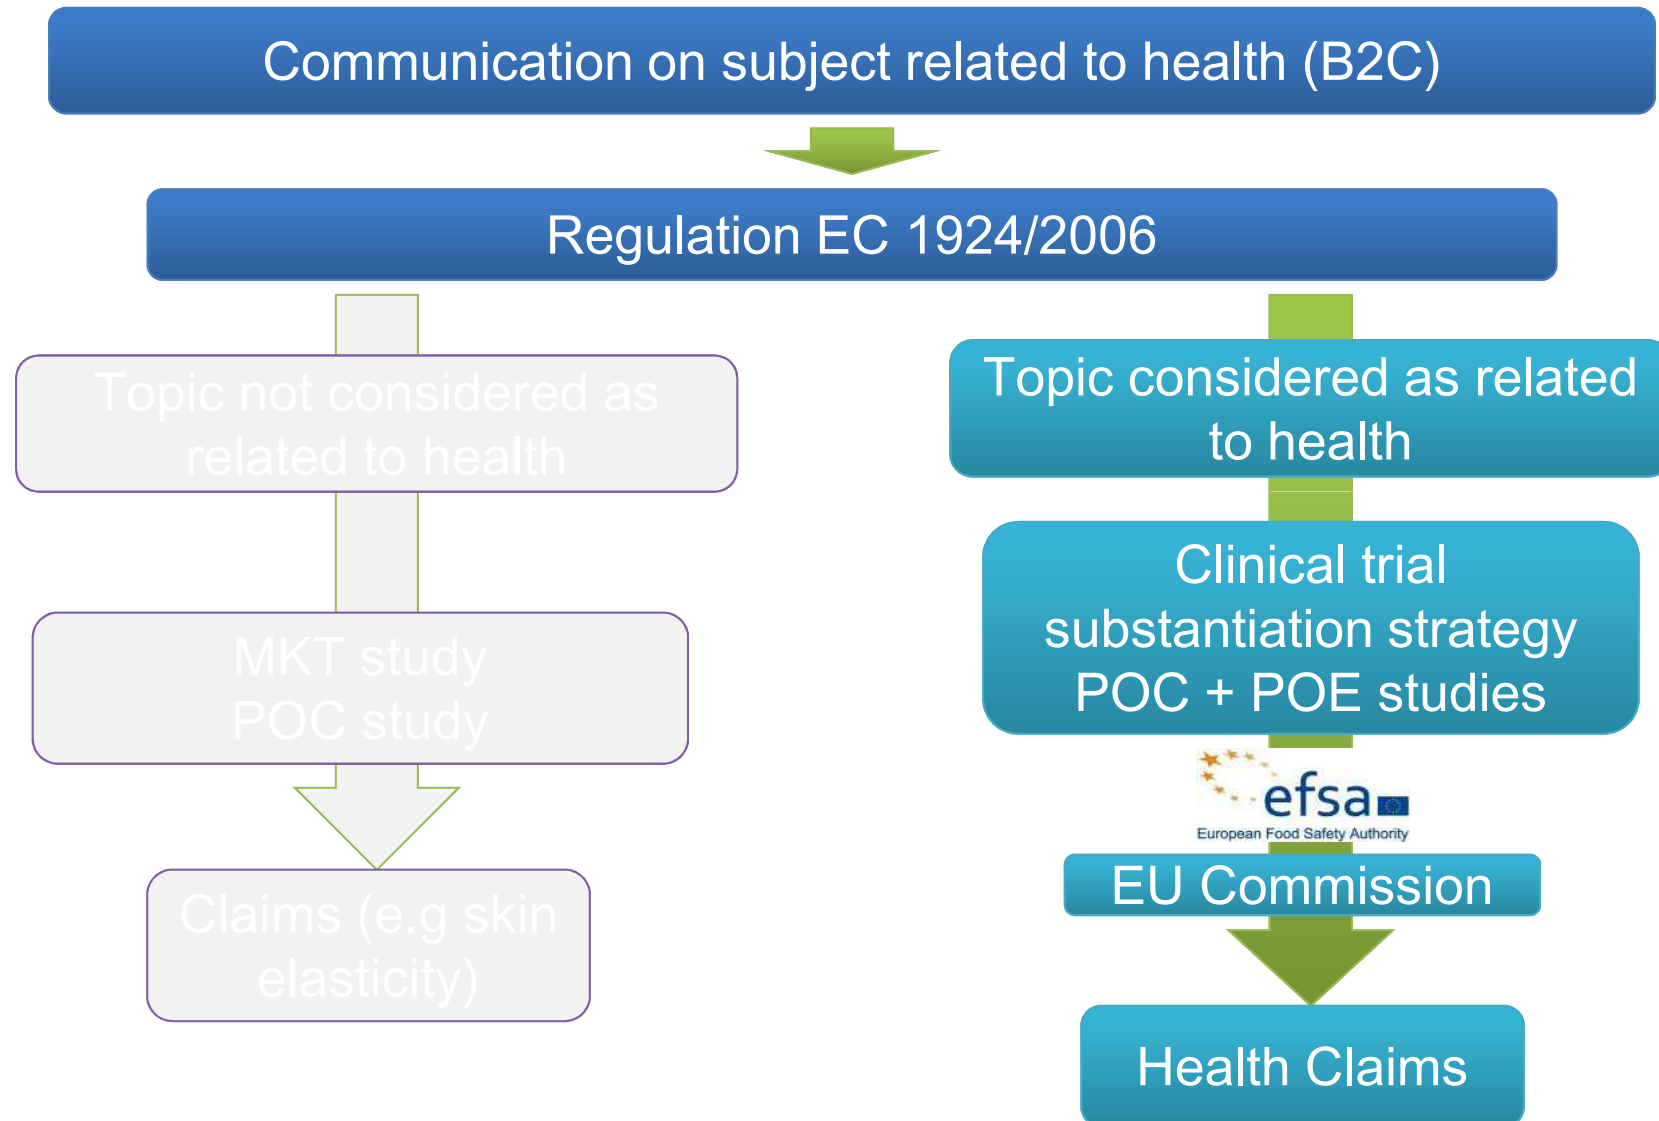 Communication on subject related to health (B2C)
Regulation EC 1924/2006
Topic not considered as
related to health
MKT study
POC study
Claims (e.g skin
elasticity)
Topic considered as related
to health
Clinical trial
substantiation strategy
POC + POE studies
efsa
European Food Safety Authority
EU Commission
Health Claims